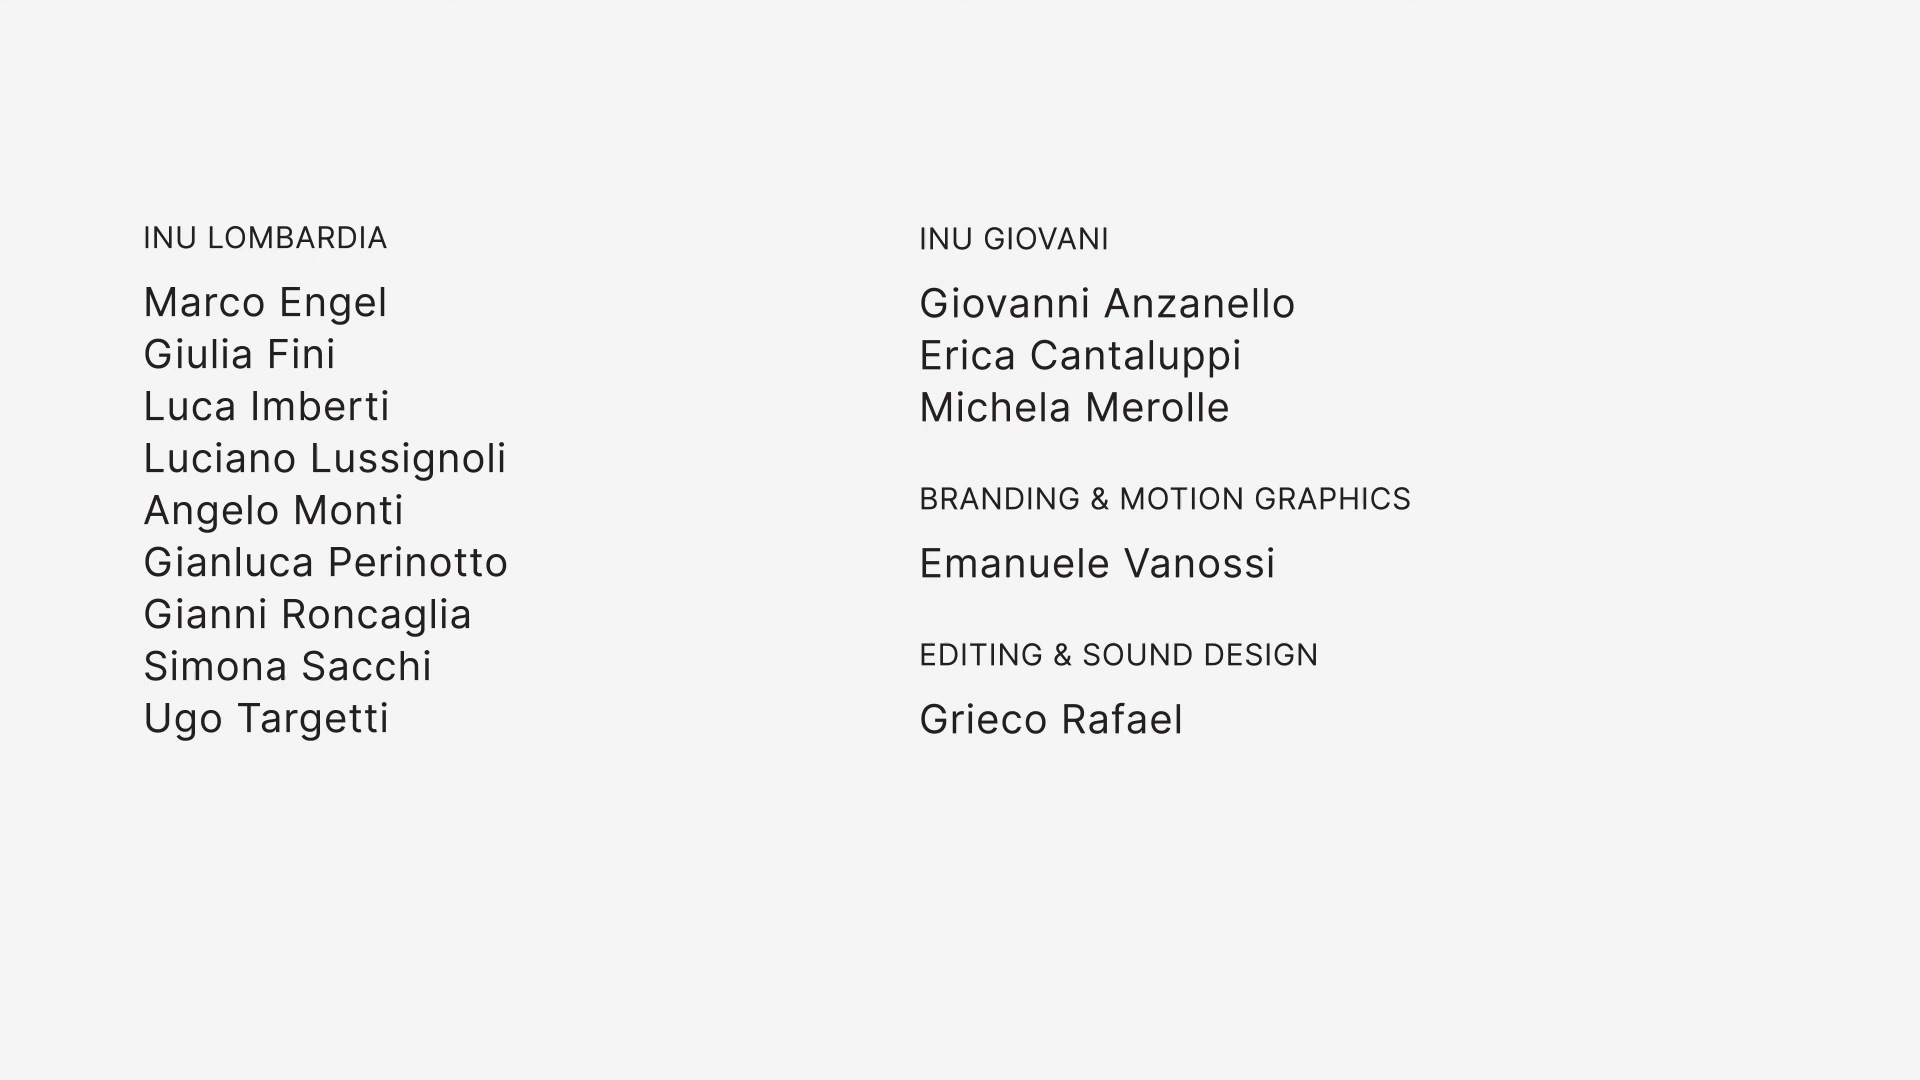 INU LOMBARDIA
Marco Engel
Giulia Fini
Luca Imberti
Luciano Lussignoli
Angelo Monti
Gianluca Perinotto
Gianni Roncaglia
Simona Sacchi
Ugo Targetti
INU GIOVANI
Giovanni Anzanello
Erica Cantaluppi
Michela Merolle
BRANDING & MOTION GRAPHICS
Emanuele Vanossi
EDITING & SOUND DESIGN
Grieco Rafael